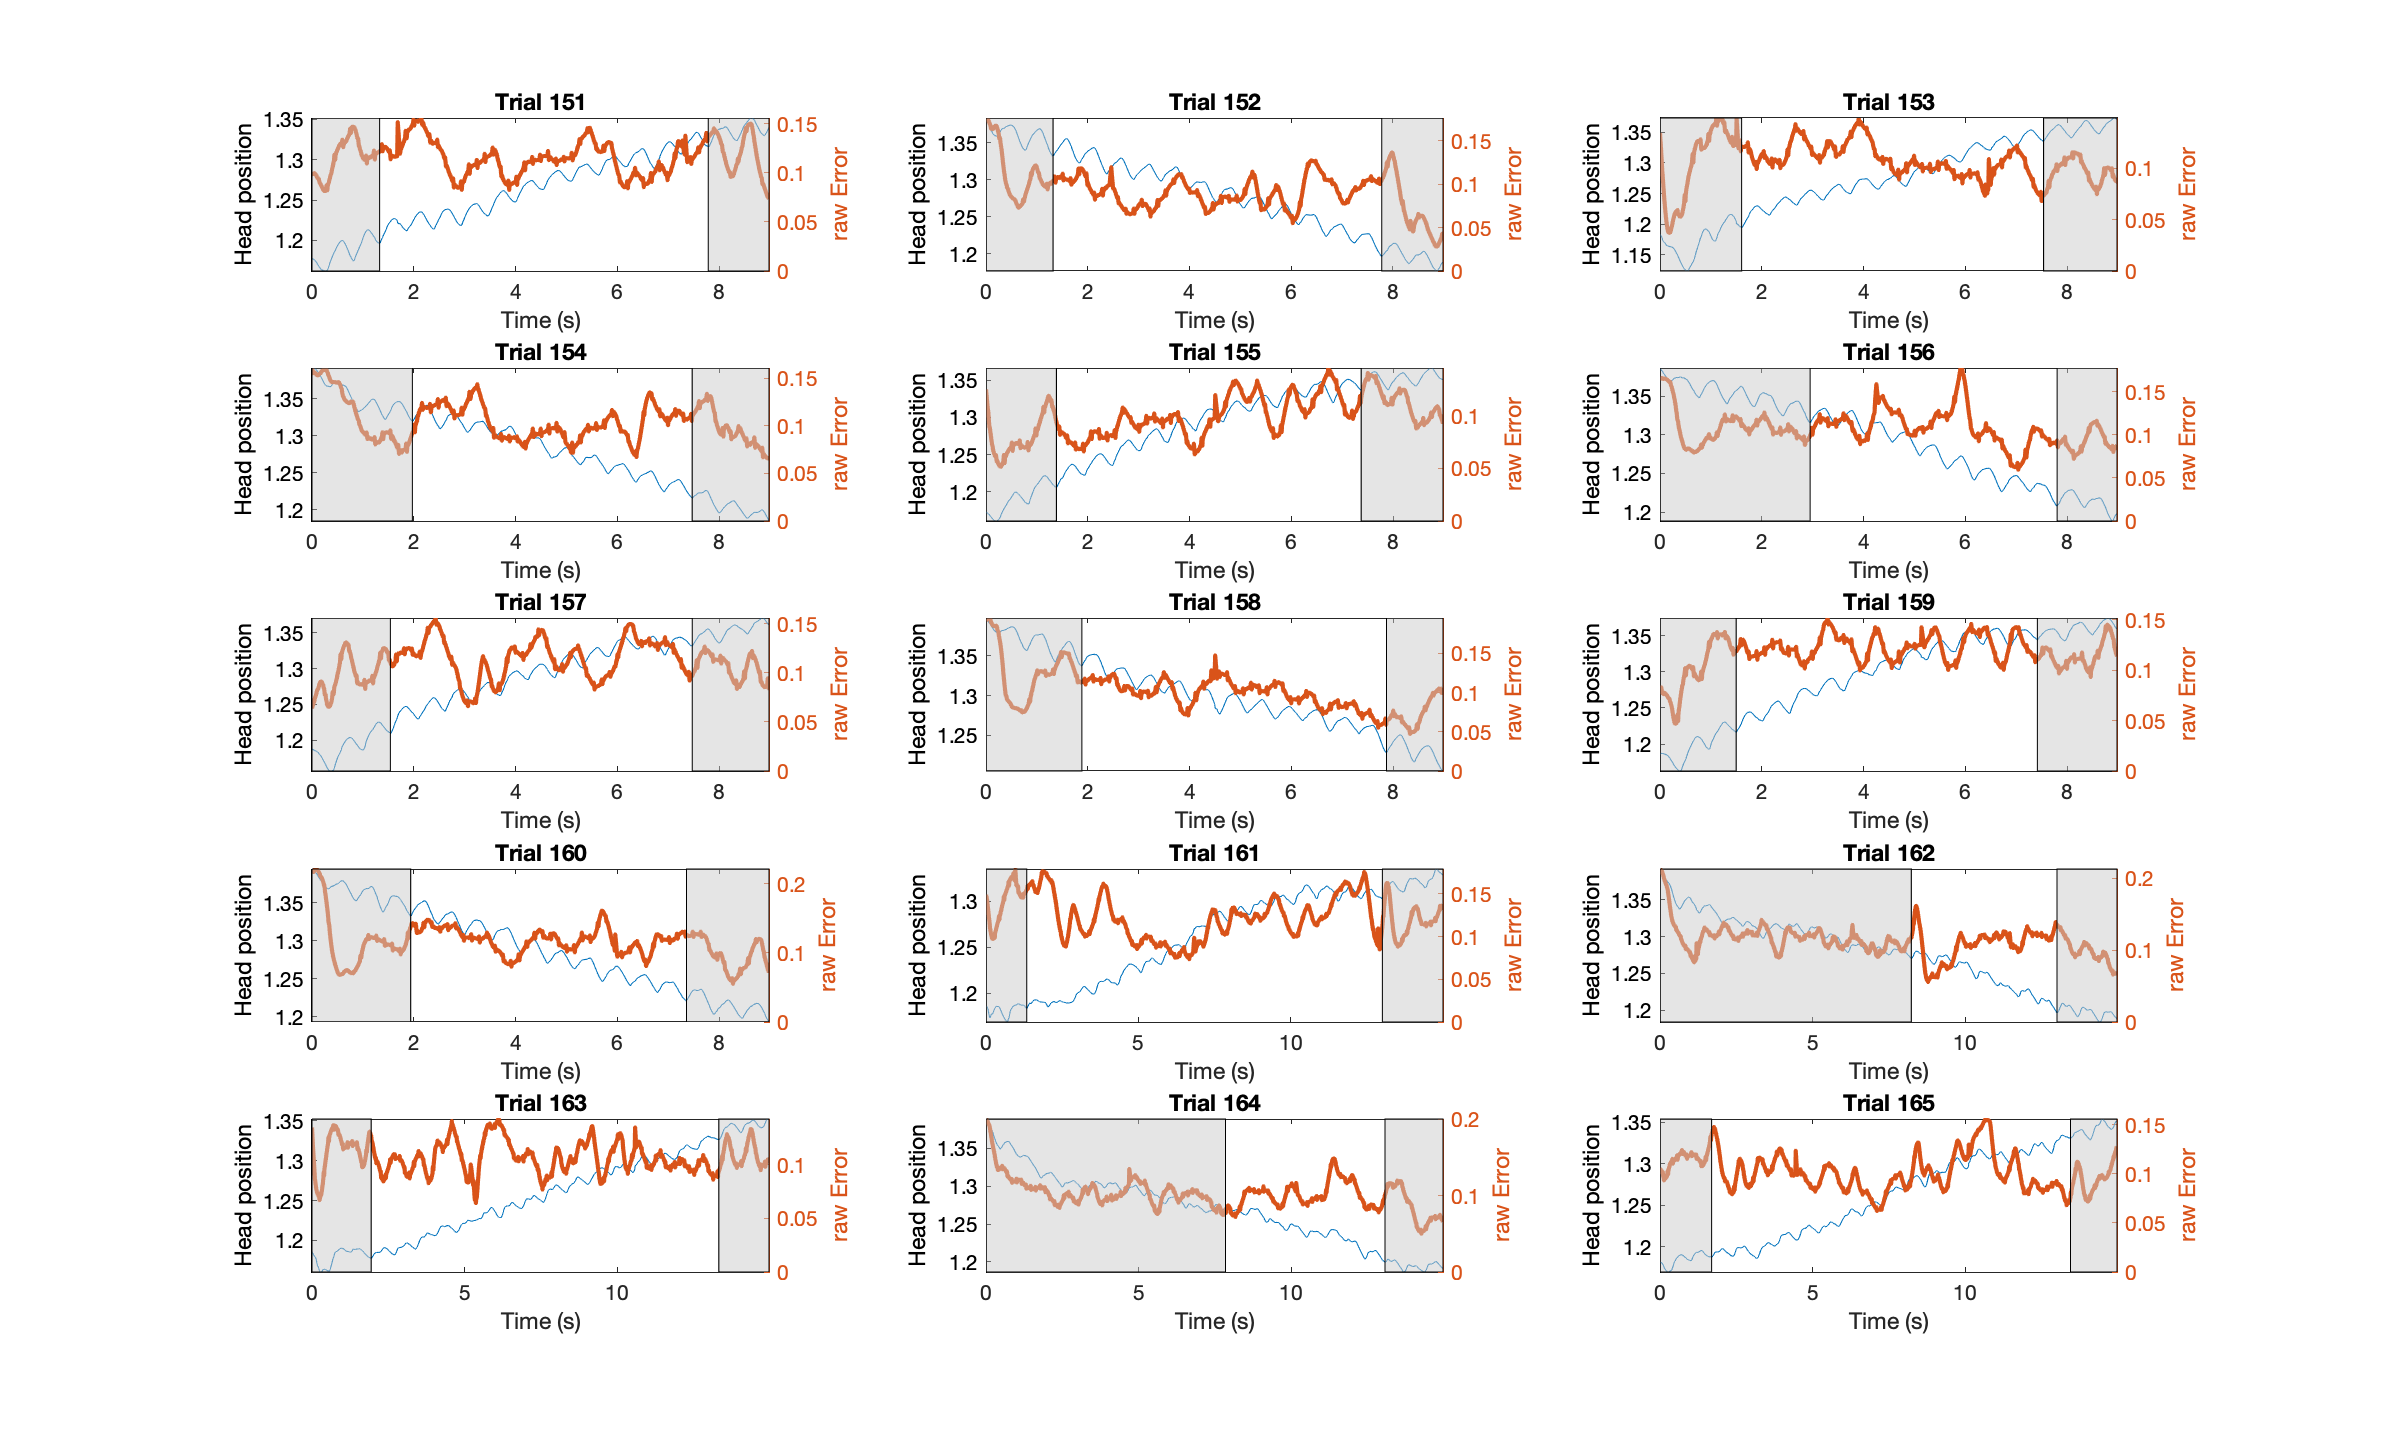 Trial 151
Head position
1.35
1.3
1.25
1.2
0.15
0.1
0.05
0
raw Error
0 2 4 6 8
Time (s)
Trial 152
Head position
1.35
1.3
1.25
1.2
0.15
0.1
0.05
0
raw Error
0 2 4 6 8
Time (s)
Trial 153
Head position
1.35
1.3
1.25
1.2
1.15
0.1
0.05
0
raw Error
0 2 4 6 8
Time (s)
Trial 154
Head position
1.35
1.3
1.25
1.2
0.15
0.1
0.05
0
raw Error
0 2 4 6 8
Time (s)
Trial 155
Head position
1.35
1.3
1.25
1.2
0.1
0.05
0
raw Error
0 2 4 6 8
Time (s)
Trial 156
Head position
1.35
1.3
1.25
1.2
0.15
0.1
0.05
0
raw Error
0 2 4 6 8
Time (s)
Trial 157
Head position
1.35
1.3
1.25
1.2
0.15
0.1
0.05
0
raw Error
0 2 4 6 8
Time (s)
Trial 158
Head position
1.35
1.3
1.25
0.15
0.1
0.05
0
raw Error
0 2 4 6 8
Time (s)
Trial 159
Head position
1.35
1.3
1.25
1.2
0.15
0.1
0.05
0
raw Error
0 2 4 6 8
Time (s)
Trial 160
Head position
1.35
1.3
1.25
1.2
0.2
0.1
0
raw Error
0 2 4 6 8
Time (s)
Trial 161
Head position
1.3
1.25
1.2
0.15
0.1
0.05
0
raw Error
0 5 10
Time (s)
Trial 162
Head position
1.35
1.3
1.25
1.2
0.2
0.1
0
raw Error
0 5 10
Time (s)
Trial 163
Head position
1.35
1.3
1.25
1.2
0.1
0.05
0
raw Error
0 5 10
Time (s)
Trial 164
Head position
1.35
1.3
1.25
1.2
0.2
0.1
0
raw Error
0 5 10
Time (s)
Trial 165
Head position
1.35
1.3
1.25
1.2
0.15
0.1
0.05
0
raw Error
0 5 10
Time (s)